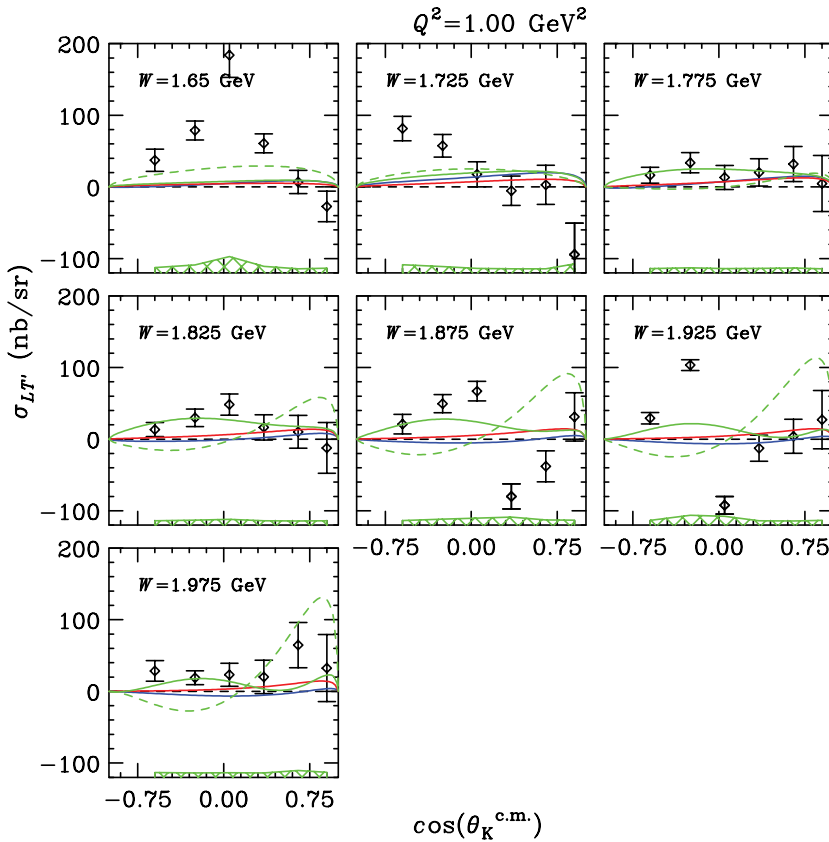 Q²=1.00 GeV²
200
100
0
−100
W=1.65 GeV
W=1.725 GeV
W=1.775 GeV
200
100
0
−100
W=1.825 GeV
W=1.875 GeV
W=1.925 GeV
σLT' (nb/sr)
−0.75 0.00 0.75
−0.75 0.00 0.75
200
100
0
−100
W=1.975 GeV
−0.75 0.00 0.75
cos(θK c.m.)